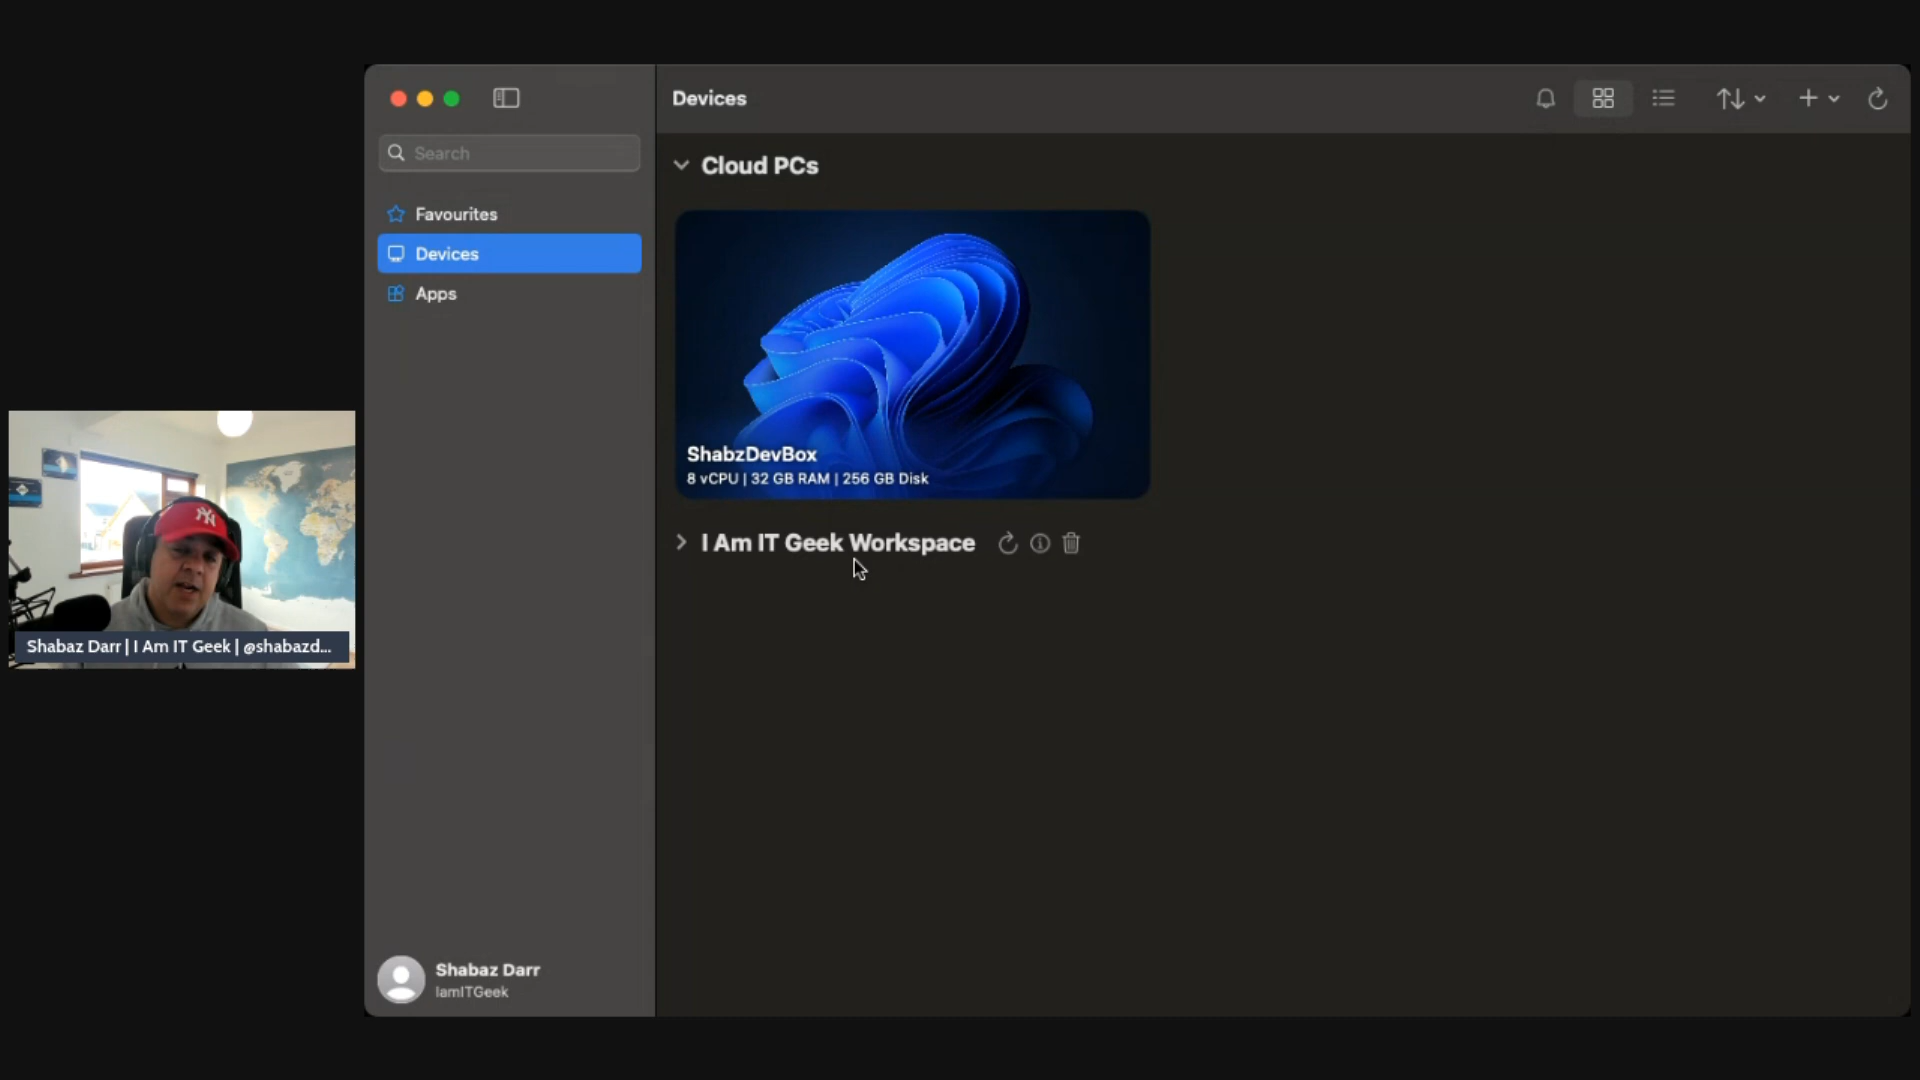 Devices
Search
Favourites
Devices
Apps
Cloud PCs
ShabzDevBox
8 vCPU | 32 GB RAM | 256 GB Disk
I Am IT Geek Workspace
NY
Shabaz Darr | I Am IT Geek | @shabazd...
Shabaz Darr
IamITGeek